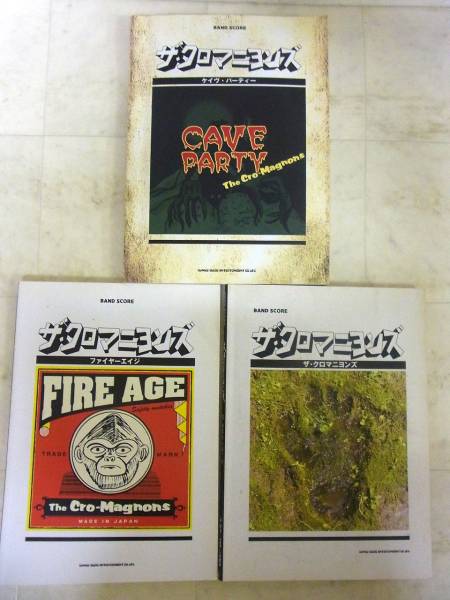 BAND SCORE
ザ・クロマニヨンズ
ケイヴ・パーティー
CAVE
PARTY
The Cro-Magnons
BAND SCORE
ザ・クロマニヨンズ
ファイヤーエイジ
FIRE AGE
Safety matches
TRADE MARK
The Cro-Magnons
MADE IN JAPAN
BAND SCORE
ザ・クロマニヨンズ
ザ・クロマニヨンズ